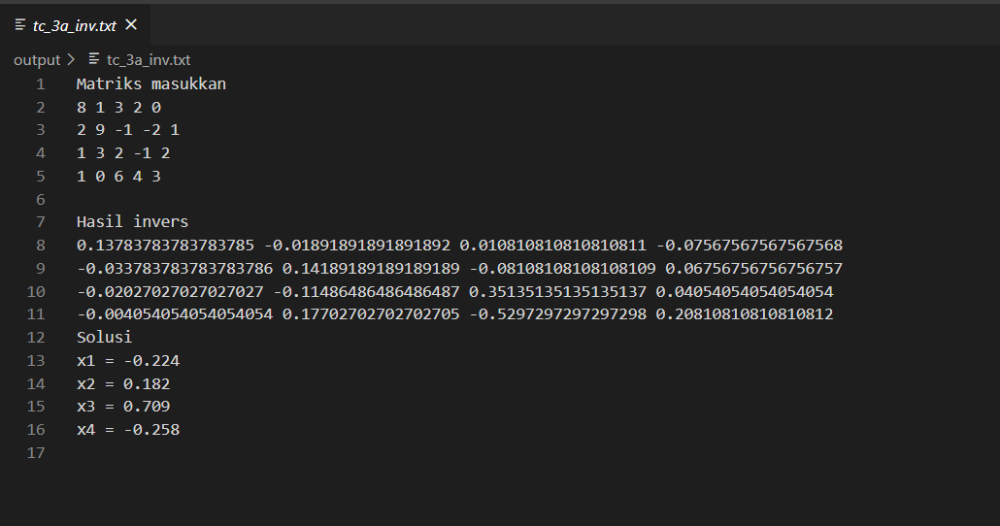 tc_3a_inv.txt ×
output > tc_3a_inv.txt
1 Matriks masukkan
2 8 1 3 2 0
3 2 9 -1 -2 1
4 1 3 2 -1 2
5 1 0 6 4 3
6
7 Hasil invers
8 0.13783783783783785 -0.01891891891891892 0.010810810810810811 -0.07567567567567568
9 -0.033783783783783786 0.14189189189189189 -0.08108108108108109 0.06756756756756757
10 -0.02027027027027027 -0.11486486486486487 0.35135135135135137 0.04054054054054054
11 -0.004054054054054054 0.17702702702702705 -0.5297297297297298 0.20810810810810812
12 Solusi
13 x1 = -0.224
14 x2 = 0.182
15 x3 = 0.709
16 x4 = -0.258
17